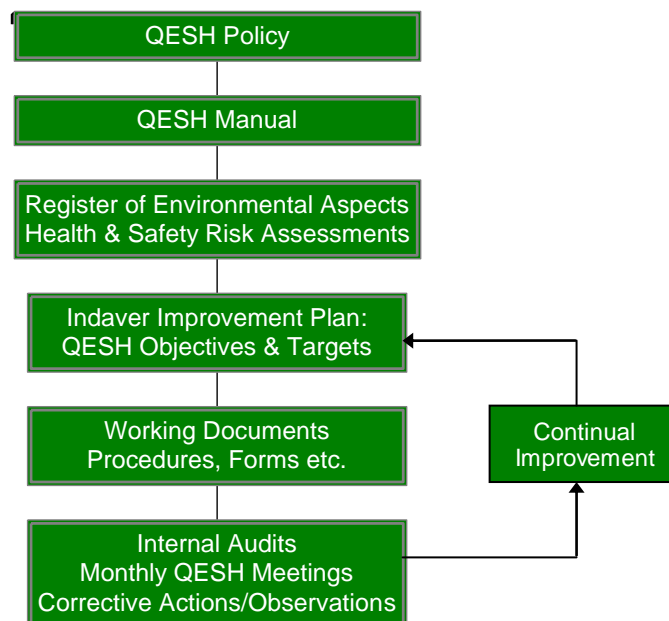 QESH Policy
QESH Manual
Register of Environmental Aspects
Health & Safety Risk Assessments
Indaver Improvement Plan:
QESH Objectives & Targets
Working Documents
Procedures, Forms etc.
Continual
Improvement
Internal Audits
Monthly QESH Meetings
Corrective Actions/Observations